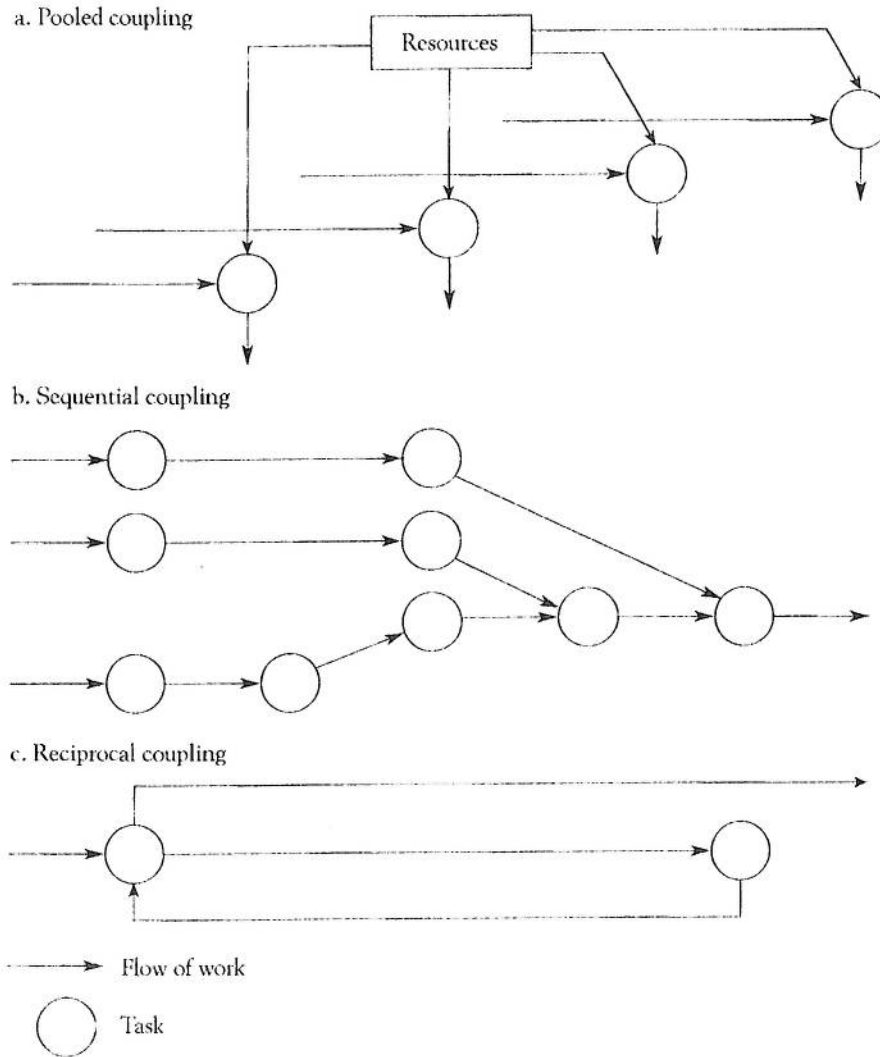 a. Pooled coupling
Resources
b. Sequential coupling
c. Reciprocal coupling
Flow of work
Task